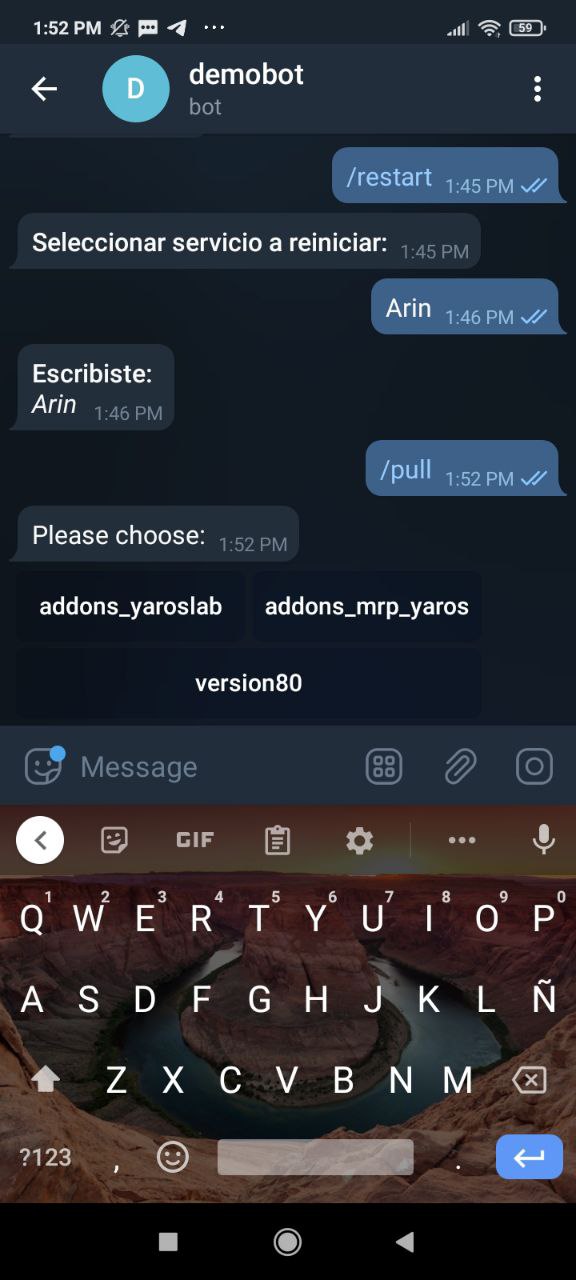 1:52 PM ... 59
demobot
D
bot
/restart 1:45 PM
Seleccionar servicio a reiniciar: 1:45 PM
Arin 1:46 PM
Escribiste:
Arin 1:46 PM
/pull 1:52 PM
Please choose: 1:52 PM
addons_yaroslab addons_mrp_yaros
version80
Message
GIF ...
1 2 3 4 5 6 7 8 9 0
Q W E R T Y U I O P
A S D F G H J K L Ñ
Z X C V B N M
?123 , .